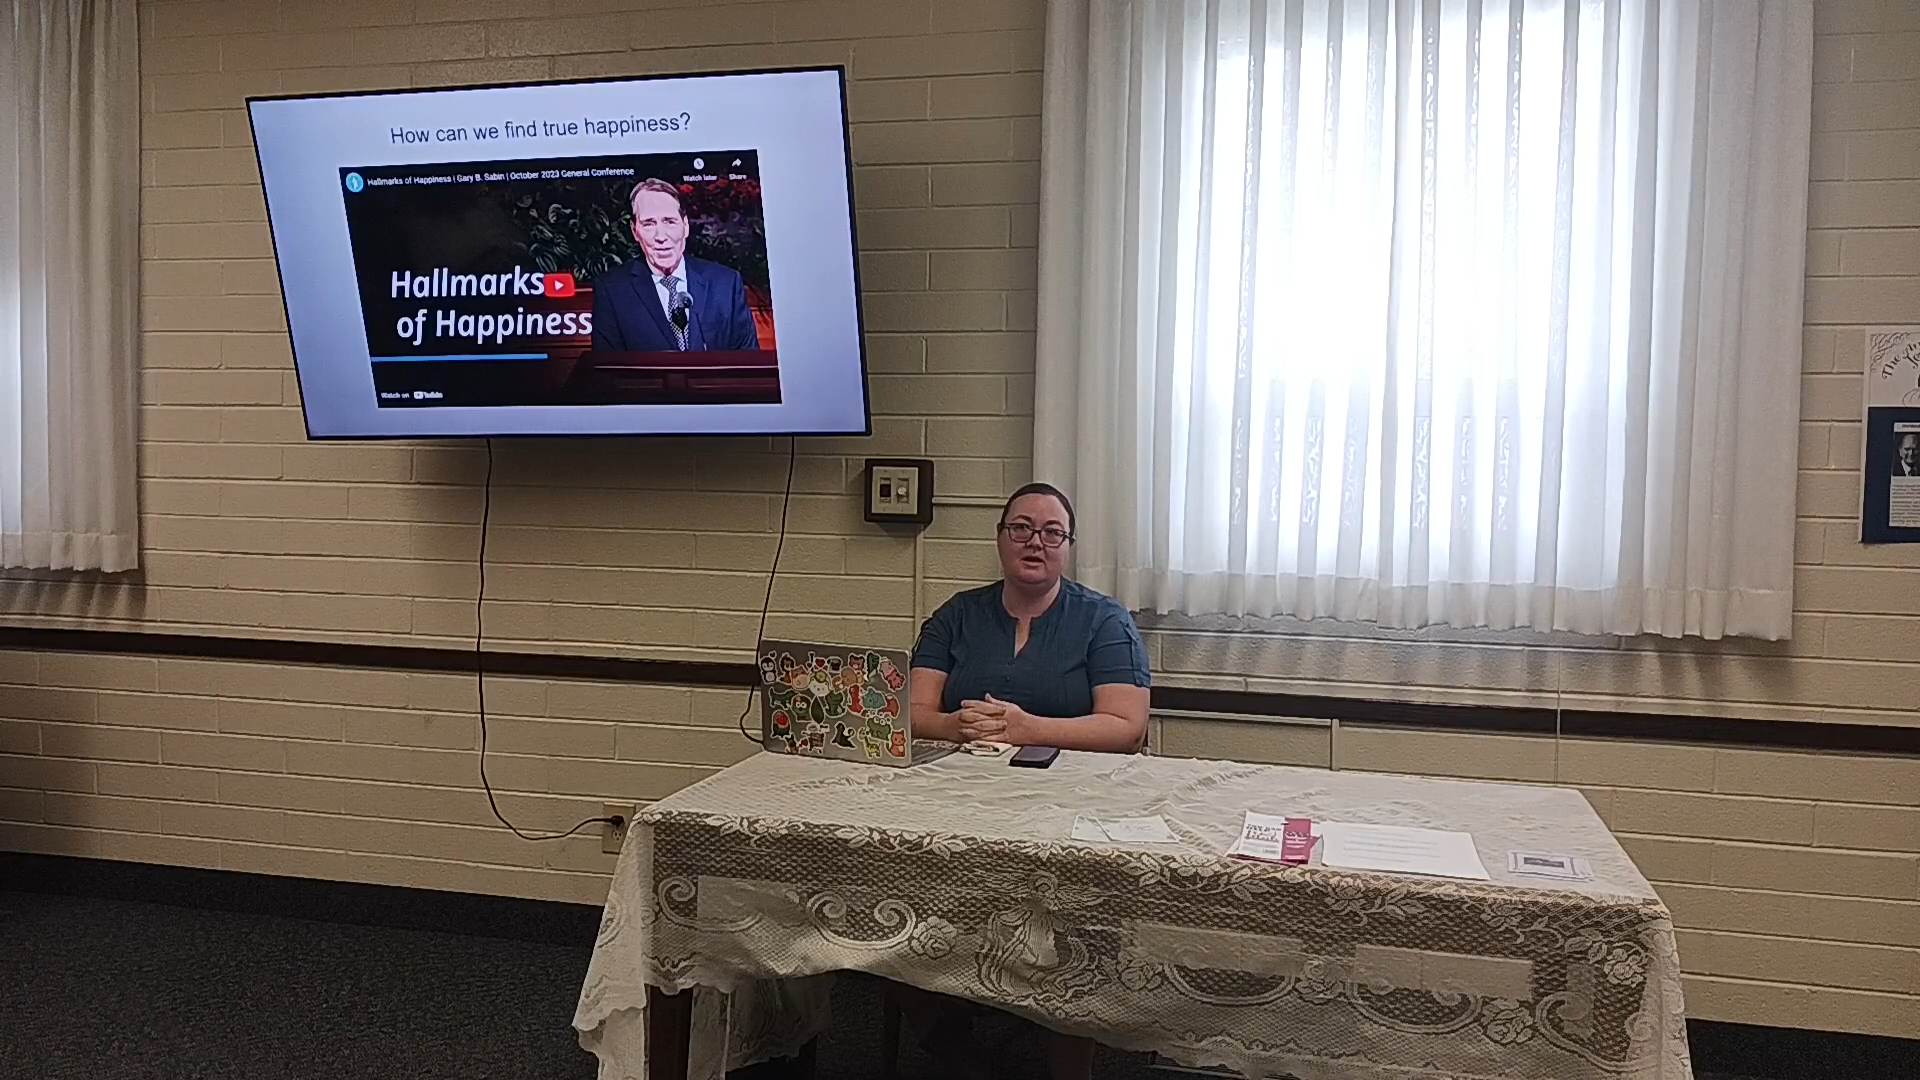 How can we find true happiness?
Hallmarks of Happiness | Gary B. Sabin | October 2023 General Conference
Watch later
Share
Hallmarks
of Happiness
Watch on YouTube